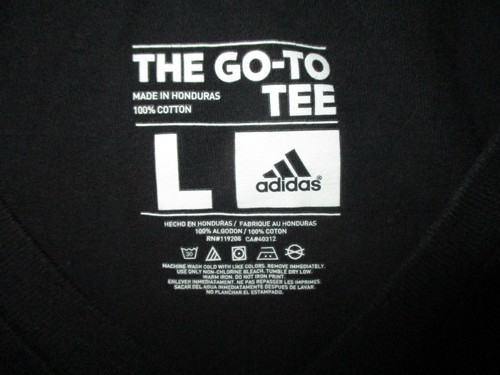 THE GO-TO
MADE IN HONDURAS
100% COTTON
TEE
L
adidas®
HECHO EN HONDURAS / FABRIQUE AU HONDURAS
100% ALGODON / 100% COTON
RN#119206 CA#40312
30
MACHINE WASH COLD WITH LIKE COLORS. REMOVE IMMEDIATELY.
USE ONLY NON-CHLORINE BLEACH. TUMBLE DRY LOW.
WARM IRON. DO NOT IRON PRINT.
ENLEVER IMMEDIATEMENT. NE PAS REPASSER LES IMPRIMES.
SACAR DEL AGUA INMEDIATAMENTE DESPUES DE LAVAR.
NO PLANCHAR EL ESTAMPADO.